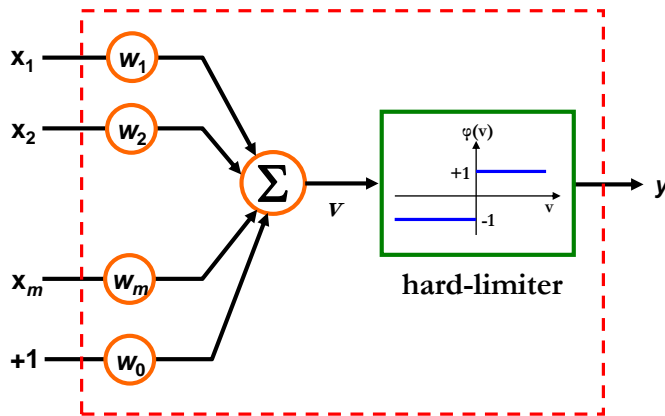 x₁ w₁
x₂ w₂
Σ
V
φ(v)
+1
v
-1
y
hard-limiter
xₘ wₘ
+1 w₀